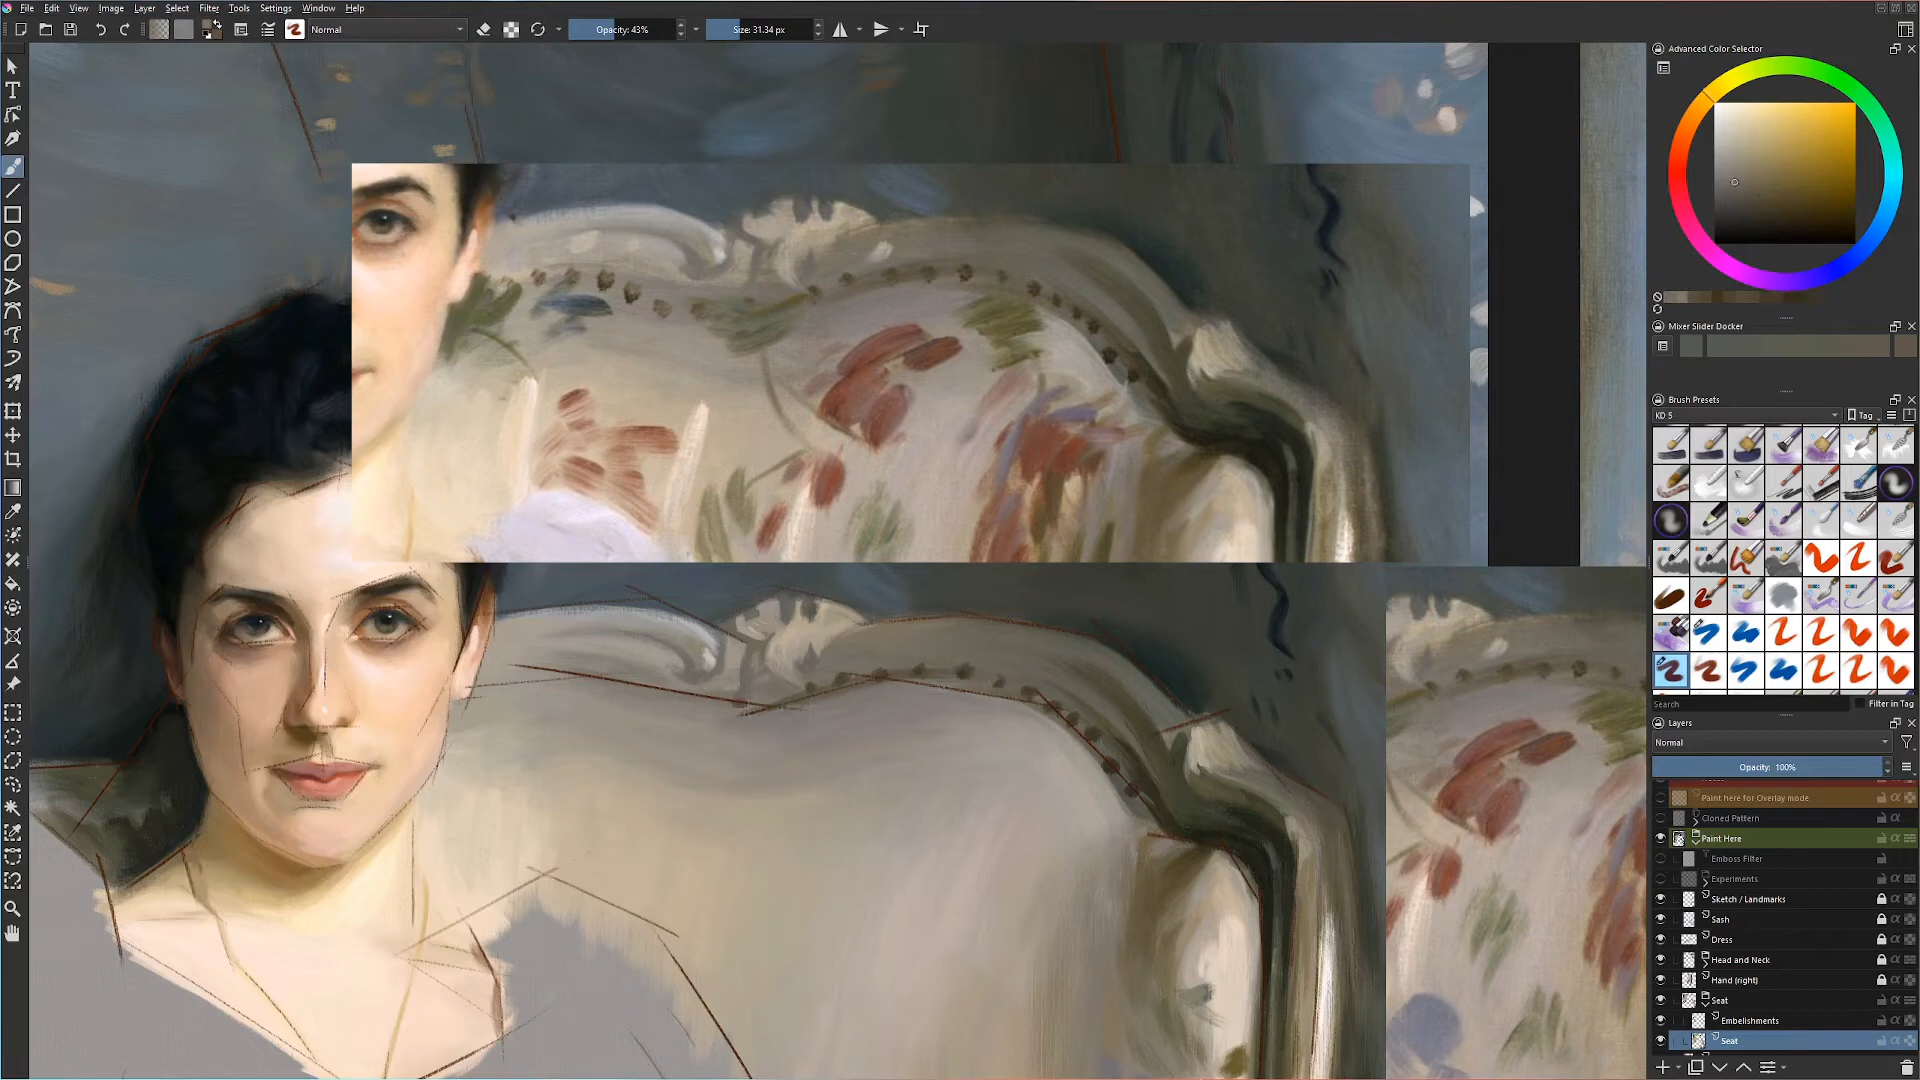 File Edit View Image Layer Select Filter Tools Settings Window Help
Normal
Opacity: 43%
Size: 31.34 px
Advanced Color Selector
Mixer Slider Docker
Brush Presets
KD 5
Tag
Search
Filter in Tag
Layers
Normal
Opacity: 100%
Paint here for Overlay mode
Cloned Pattern
Paint Here
Emboss Filter
Experiments
Sketch / Landmarks
Sash
Dress
Head and Neck
Hand (right)
Seat
Embelishments
Seat